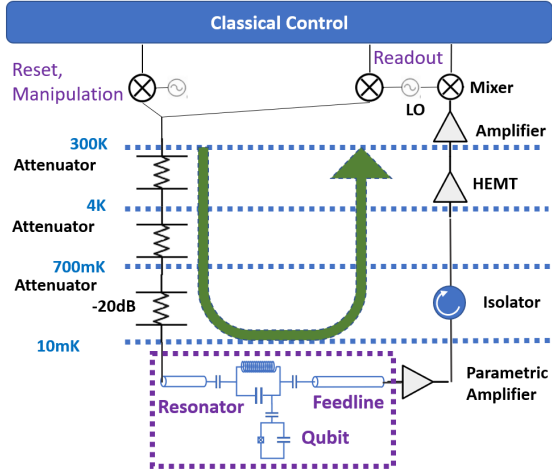 Classical Control
Reset,
Manipulation
Readout
LO
Mixer
Amplifier
300K
Attenuator
HEMT
4K
Attenuator
700mK
Attenuator
-20dB
Isolator
10mK
Resonator
Feedline
Qubit
Parametric
Amplifier